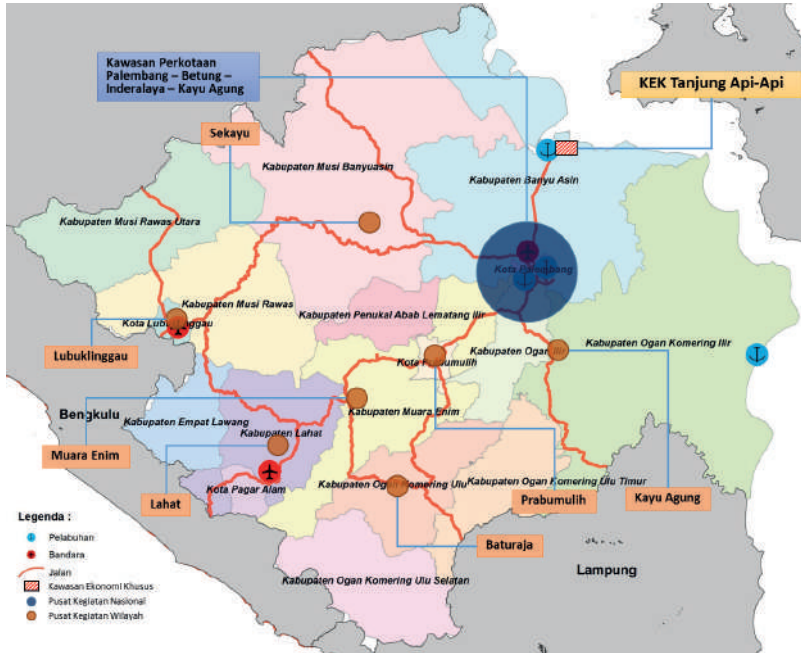 Kawasan Perkotaan
Palembang – Betung –
Inderalaya – Kayu Agung
KEK Tanjung Api-Api
Sekayu
Kabupaten Musi Banyuasin
Kabupaten Banyu Asin
Kabupaten Musi Rawas Utara
Kota Palembang
Kabupaten Musi Rawas
Kabupaten Penukal Abab Lematang Ilir
Kota Lubuklinggau
Kabupaten Ogan Ilir
Kabupaten Ogan Komering Ilir
Lubuklinggau
Kota Prabumulih
Bengkulu
Kabupaten Empat Lawang
Kabupaten Muara Enim
Kabupaten Lahat
Muara Enim
Kota Pagar Alam
Kabupaten Ogan Komering Ulu
Kabupaten Ogan Komering Ulu Timur
Lahat
Prabumulih
Kayu Agung
Baturaja
Kabupaten Ogan Komering Ulu Selatan
Lampung
Legenda :
Pelabuhan
Bandara
Jalan
Kawasan Ekonomi Khusus
Pusat Kegiatan Nasional
Pusat Kegiatan Wilayah